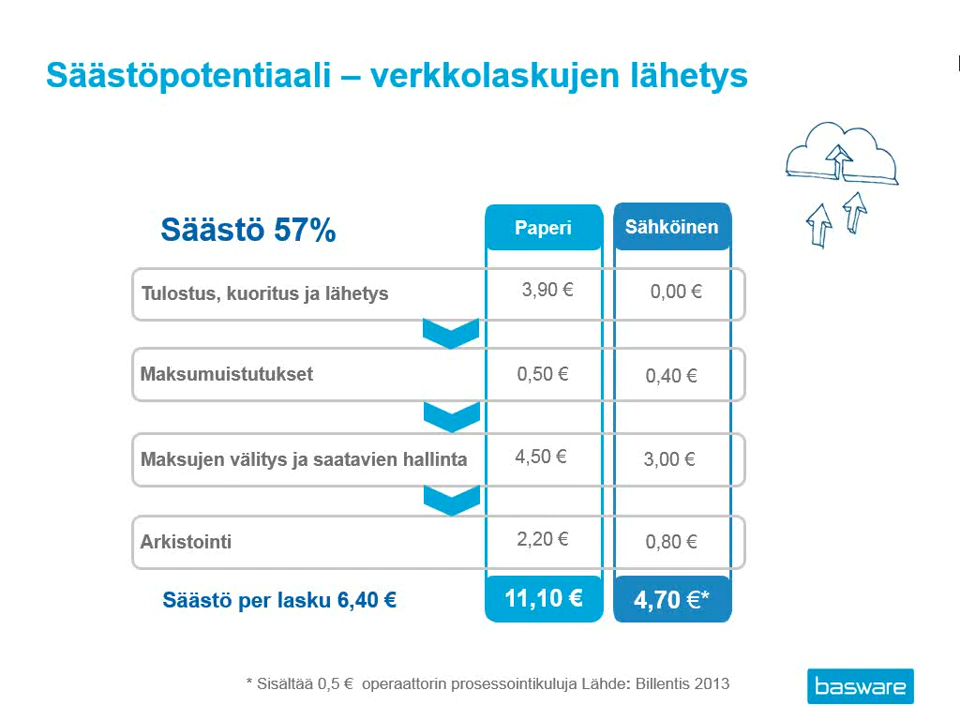 Säästöpotentiaali – verkkolaskujen lähetys
Säästö 57%
Paperi
Sähköinen
Tulostus, kuoritus ja lähetys
3,90 €
0,00 €
Maksumuistutukset
0,50 €
0,40 €
Maksujen välitys ja saatavien hallinta
4,50 €
3,00 €
Arkistointi
2,20 €
0,80 €
Säästö per lasku 6,40 €
11,10 €
4,70 €*
* Sisältää 0,5 € operaattorin prosessointikuluja Lähde: Billentis 2013
basware